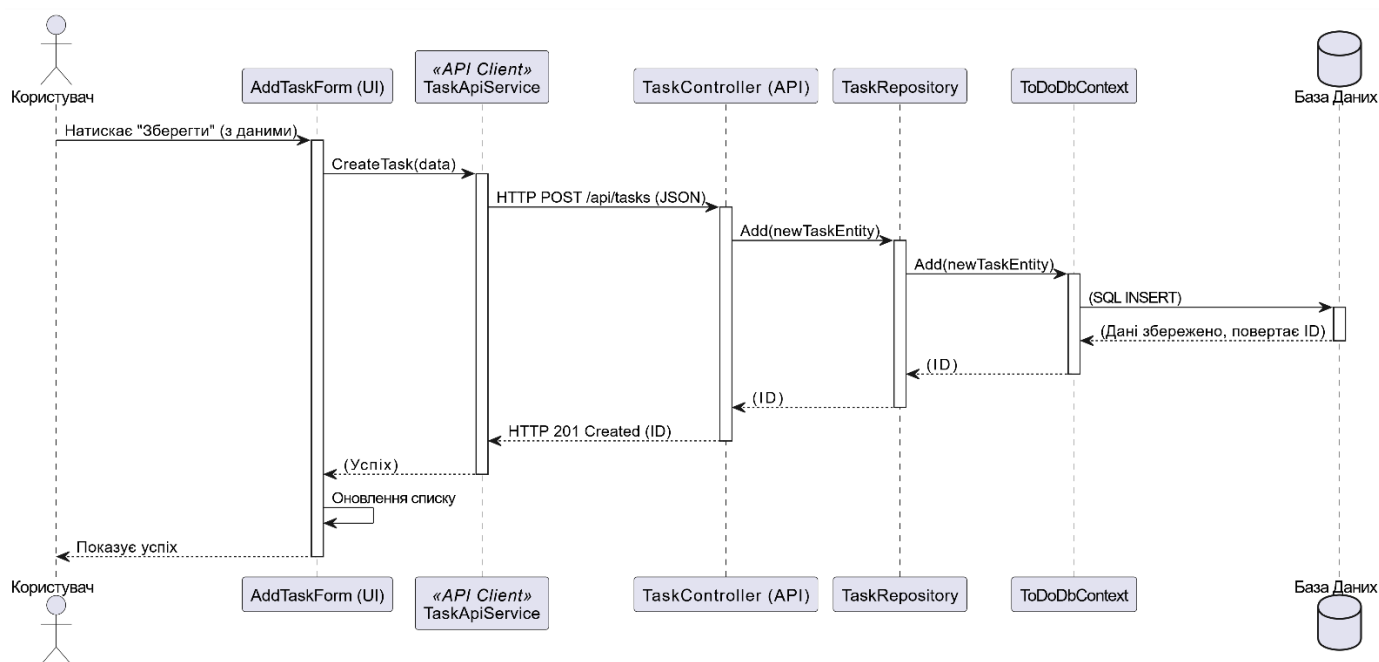 Користувач
AddTaskForm (UI)
«API Client»
TaskApiService
TaskController (API)
TaskRepository
ToDoDbContext
База Даних
Натискає "Зберегти" (з даними)
CreateTask(data)
HTTP POST /api/tasks (JSON)
Add(newTaskEntity)
Add(newTaskEntity)
(SQL INSERT)
(Дані збережено, повертає ID)
(ID)
(ID)
HTTP 201 Created (ID)
(Успіх)
Оновлення списку
Показує успіх
Користувач
AddTaskForm (UI)
«API Client»
TaskApiService
TaskController (API)
TaskRepository
ToDoDbContext
База Даних